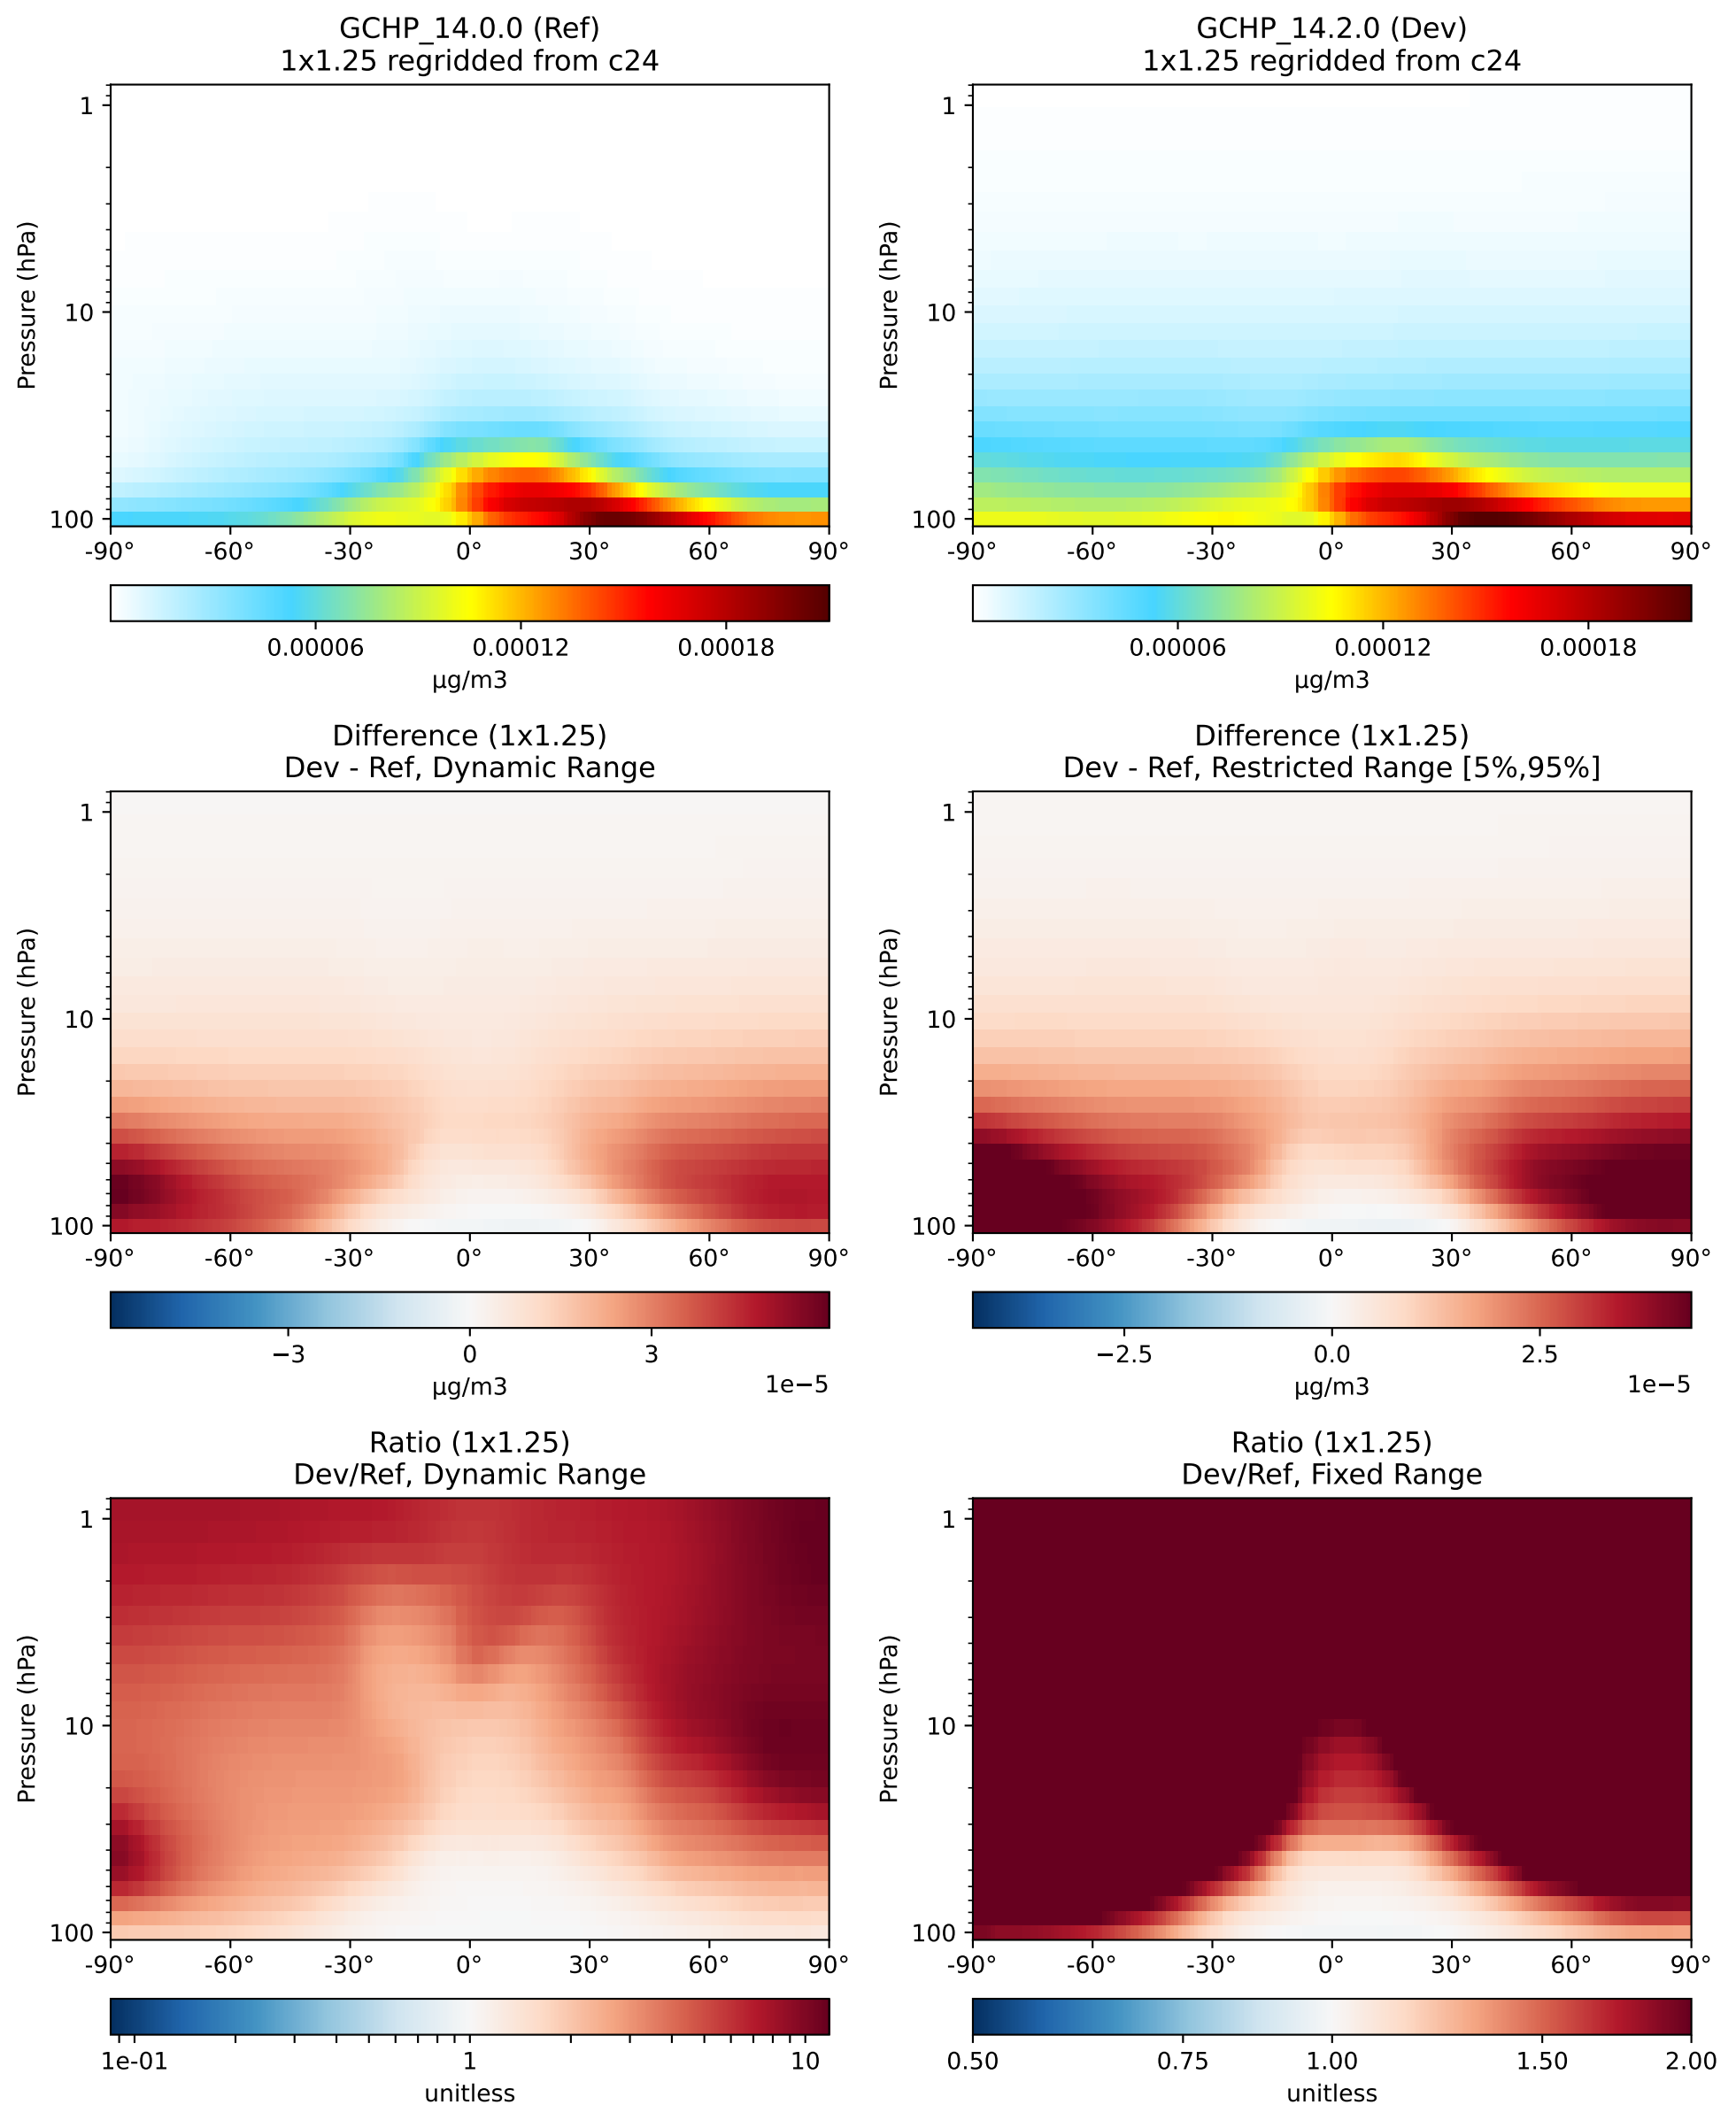 GCHP_14.0.0 (Ref)
1x1.25 regridded from c24
Pressure (hPa)
1
10
100
-90° -60° -30° 0° 30° 60° 90°
0.00006 0.00012 0.00018
µg/m3
GCHP_14.2.0 (Dev)
1x1.25 regridded from c24
Pressure (hPa)
1
10
100
-90° -60° -30° 0° 30° 60° 90°
0.00006 0.00012 0.00018
µg/m3
Difference (1x1.25)
Dev - Ref, Dynamic Range
Pressure (hPa)
1
10
100
-90° -60° -30° 0° 30° 60° 90°
−3 0 3
µg/m3 1e−5
Difference (1x1.25)
Dev - Ref, Restricted Range [5%,95%]
Pressure (hPa)
1
10
100
-90° -60° -30° 0° 30° 60° 90°
−2.5 0.0 2.5
µg/m3 1e−5
Ratio (1x1.25)
Dev/Ref, Dynamic Range
Pressure (hPa)
1
10
100
-90° -60° -30° 0° 30° 60° 90°
1e-01 1 10
unitless
Ratio (1x1.25)
Dev/Ref, Fixed Range
Pressure (hPa)
1
10
100
-90° -60° -30° 0° 30° 60° 90°
0.50 0.75 1.00 1.50 2.00
unitless